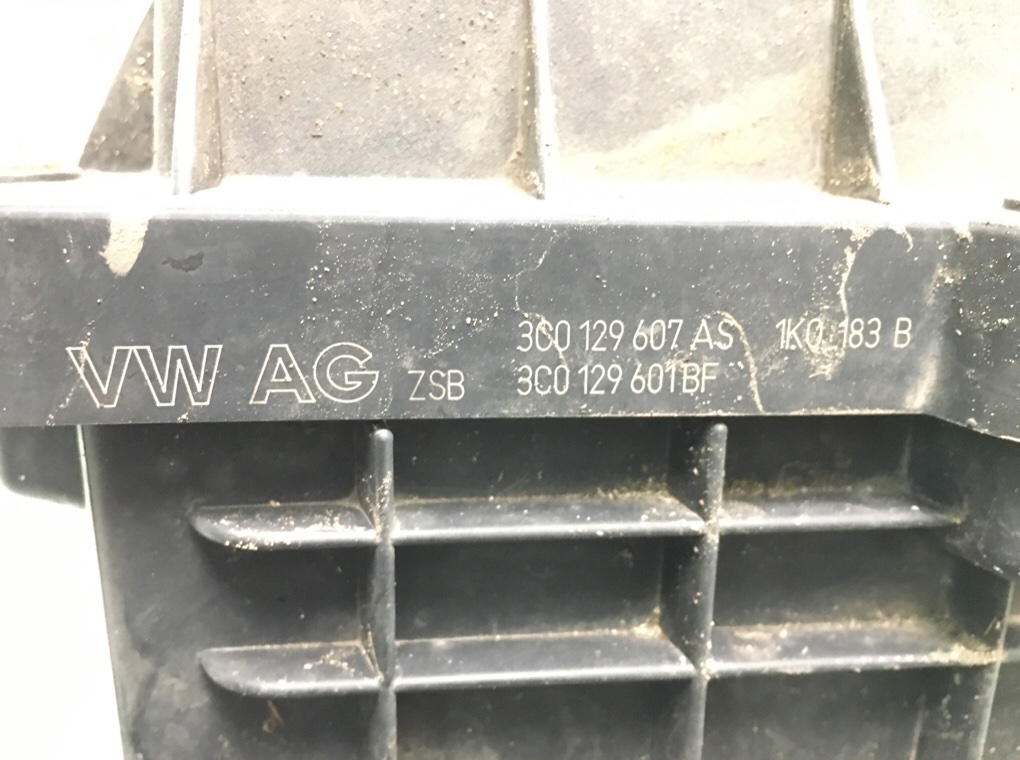 3C0 129 607 AS 1K0 183 B
VW AG ZSB 3C0 129 601 BF